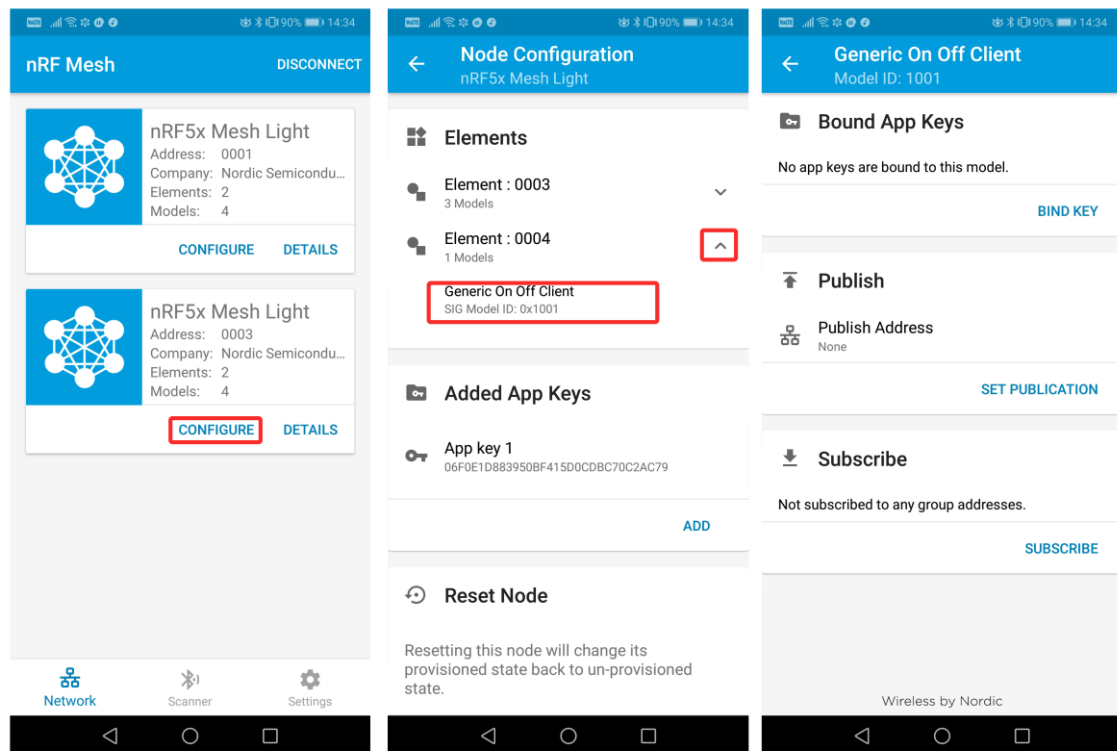 90% 14:34
nRF Mesh
DISCONNECT
nRF5x Mesh Light
Address: 0001
Company: Nordic Semicondu...
Elements: 2
Models: 4
CONFIGURE DETAILS
nRF5x Mesh Light
Address: 0003
Company: Nordic Semicondu...
Elements: 2
Models: 4
CONFIGURE DETAILS
Network
Scanner
Settings
90% 14:34
Node Configuration
nRF5x Mesh Light
Elements
Element : 0003
3 Models
Element : 0004
1 Models
Generic On Off Client
SIG Model ID: 0x1001
Added App Keys
App key 1
06F0E1D883950BF415D0CDBC70C2AC79
ADD
Reset Node
Resetting this node will change its
provisioned state back to un-provisioned
state.
90% 14:34
Generic On Off Client
Model ID: 1001
Bound App Keys
No app keys are bound to this model.
BIND KEY
Publish
Publish Address
None
SET PUBLICATION
Subscribe
Not subscribed to any group addresses.
SUBSCRIBE
Wireless by Nordic